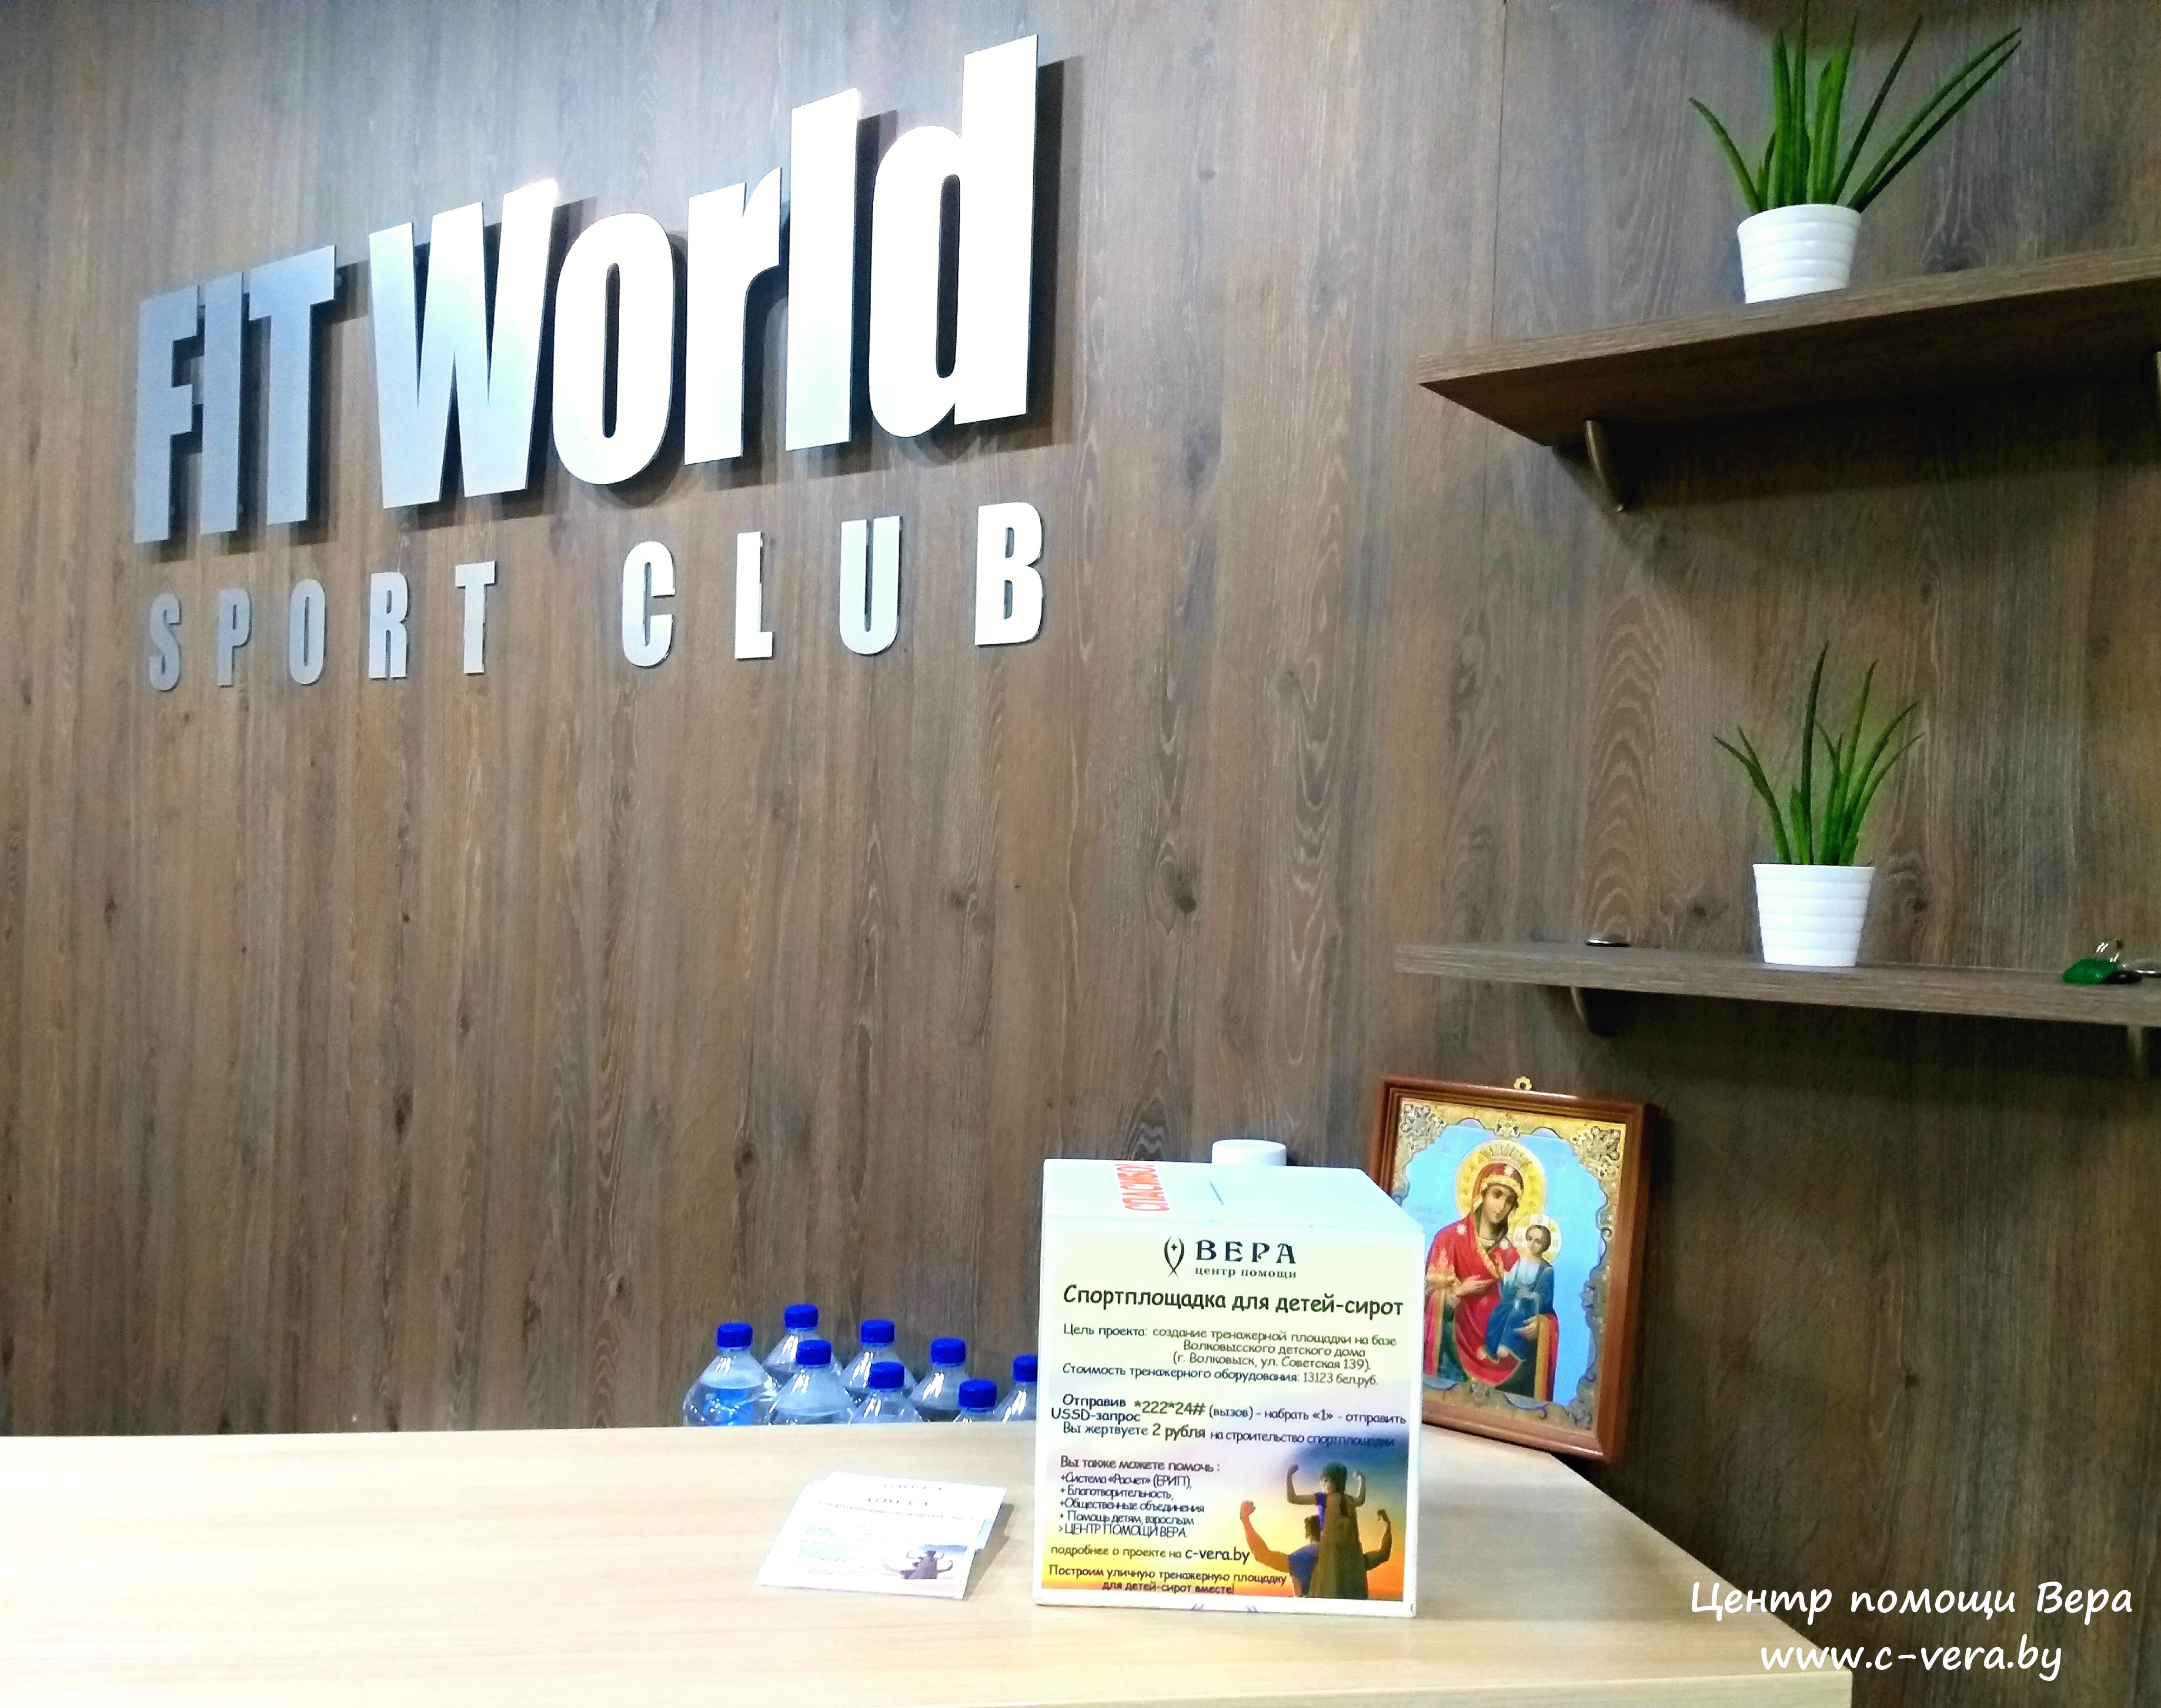 FIT World
SPORT CLUB
СПАСИБО!
ВЕРА
центр помощи
Спортплощадка для детей-сирот
Цель проекта: создание тренажерной площадки на базе
Волковысского детского дома
(г. Волковыск, ул. Советская 139).
Стоимость тренажерного оборудования: 13123 бел.руб.
Отправив *222*24# (вызов) - набрать «1» - отправить
USSD-запрос
Вы жертвуете 2 рубля на строительство спортплощадки
Вы также можете помочь :
+Система «Расчет» (ЕРИП),
+ Благотворительность,
+Общественные объединения
+ Помощь детям, взрослым
> ЦЕНТР ПОМОЩИ ВЕРА.
подробнее о проекте на c-vera.by
Построим уличную тренажерную площадку
для детей-сирот вместе!
Центр помощи Вера
www.c-vera.by